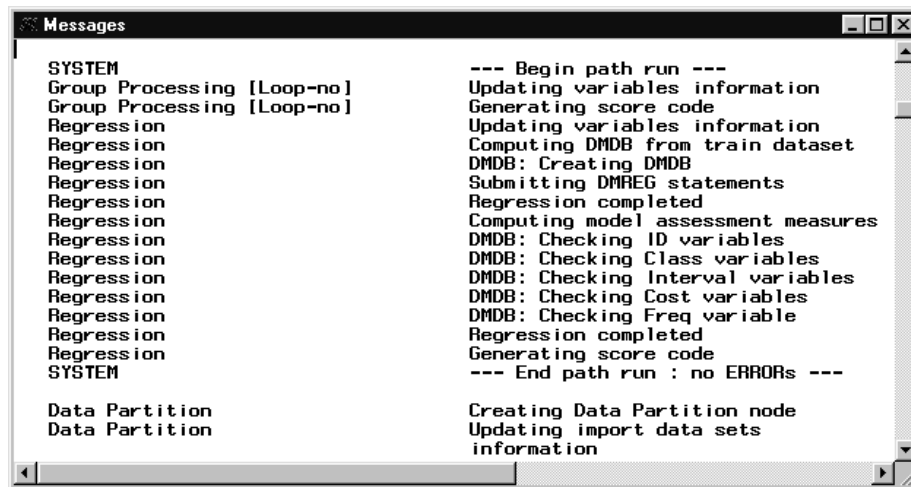 Messages
SYSTEM --- Begin path run ---
Group Processing [Loop-no] Updating variables information
Group Processing [Loop-no] Generating score code
Regression Updating variables information
Regression Computing DMDB from train dataset
Regression DMDB: Creating DMDB
Regression Submitting DMREG statements
Regression Regression completed
Regression Computing model assessment measures
Regression DMDB: Checking ID variables
Regression DMDB: Checking Class variables
Regression DMDB: Checking Interval variables
Regression DMDB: Checking Cost variables
Regression DMDB: Checking Freq variable
Regression Regression completed
Regression Generating score code
SYSTEM --- End path run : no ERRORs ---
Data Partition Creating Data Partition node
Data Partition Updating import data sets
information